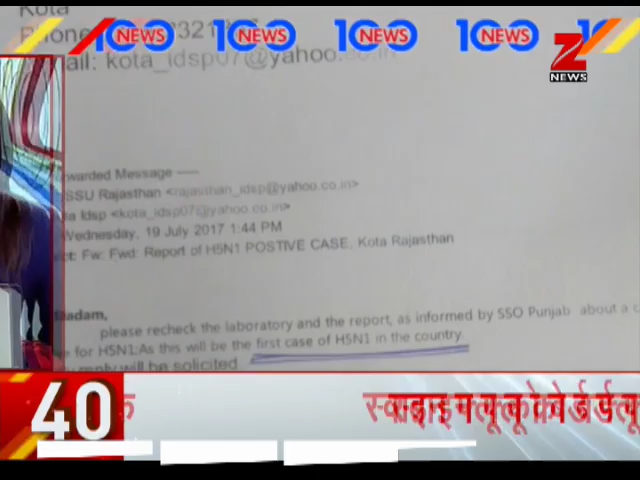 Kota
100 NEWS 100 NEWS 100 NEWS 100 NEWS
ZEE NEWS
ail: kota_idsp07@yahoo.co.in
warded Message -----
SSU Rajasthan <rajasthan_idsp@yahoo.co.in>
Idsp <kota_idsp07@yahoo.co.in>
Wednesday, 19 July 2017 1:44 PM
ct: Fw: Fwd: Report of H5N1 POSTIVE CASE, Kota Rajasthan
adam,
please recheck the laboratory and the report, as informed by SSO Punjab about a c
e for H5N1;As this will be the first case of H5N1 in the country.
reply will be solicited
40